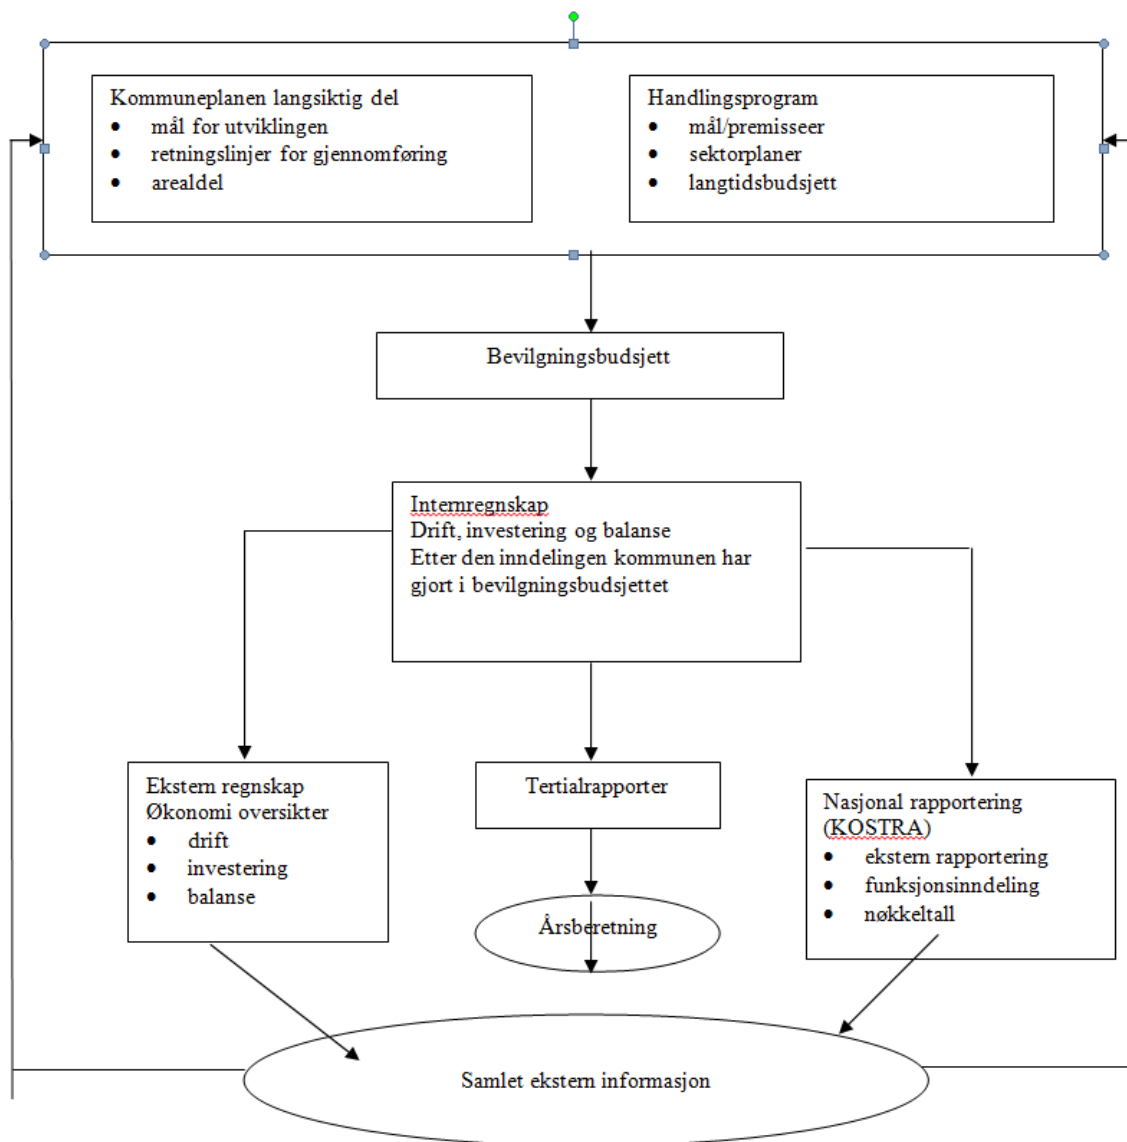 Kommuneplanen langsiktig del
• mål for utviklingen
• retningslinjer for gjennomføring
• arealdel
Handlingsprogram
• mål/premisseer
• sektorplaner
• langtidsbudsjett
Bevilgningsbudsjett
Internregnskap
Drift, investering og balanse
Etter den inndelingen kommunen har
gjort i bevilgningsbudsjettet
Ekstern regnskap
Økonomi oversikter
• drift
• investering
• balanse
Tertialrapporter
Nasjonal rapportering
(KOSTRA)
• ekstern rapportering
• funksjonsinndeling
• nøkkeltall
Årsberetning
Samlet ekstern informasjon